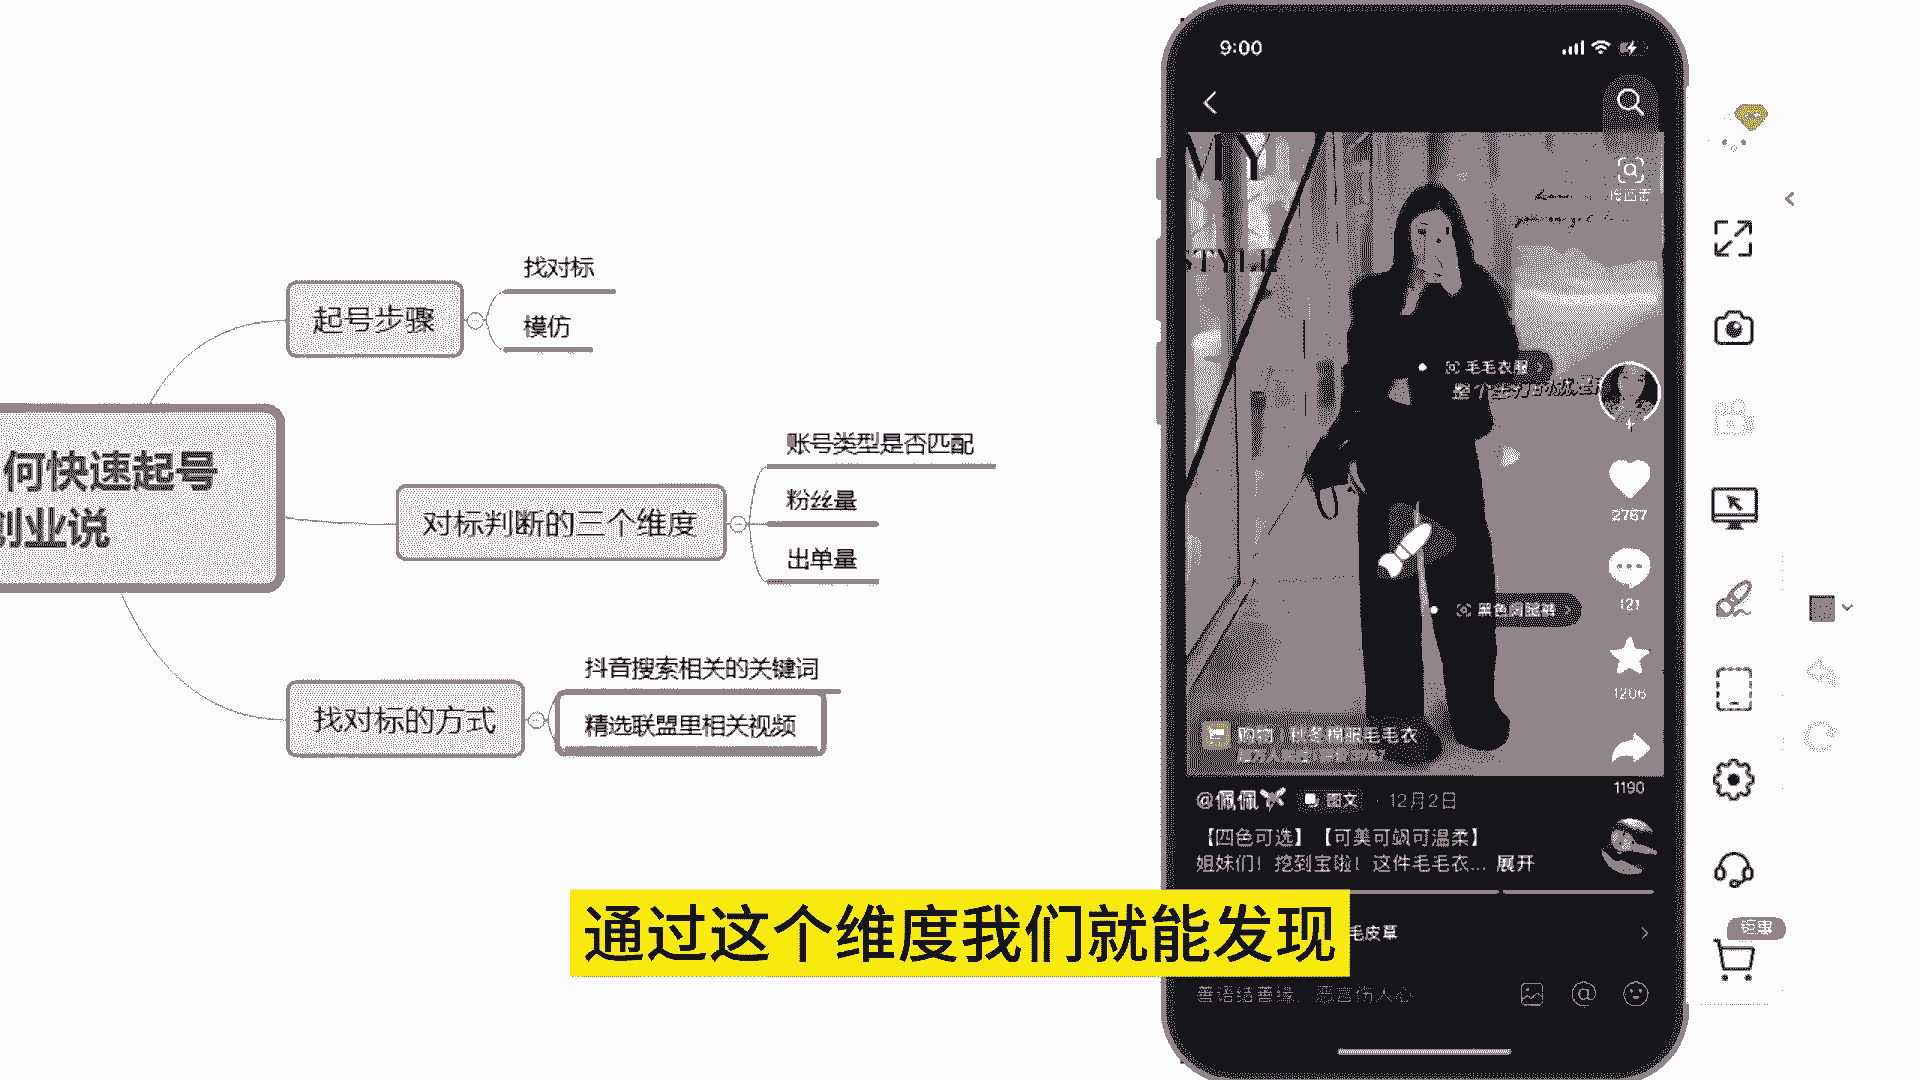 起号步骤
找对标
模仿
何快速起号
创业说
对标判断的三个维度
账号类型是否匹配
粉丝量
出单量
找对标的方式
抖音搜索相关的关键词
精选联盟里相关视频
9:00
MY
STYLE
毛毛衣服
2767
121
1206
购物 | 秋冬棉服毛毛衣
1190
@佩佩 图文 · 12月2日
【四色可选】【可美可飒可温柔】
姐妹们！挖到宝啦！这件毛毛衣... 展开
毛皮草
善语结善缘，恶言伤人心
通过这个维度我们就能发现